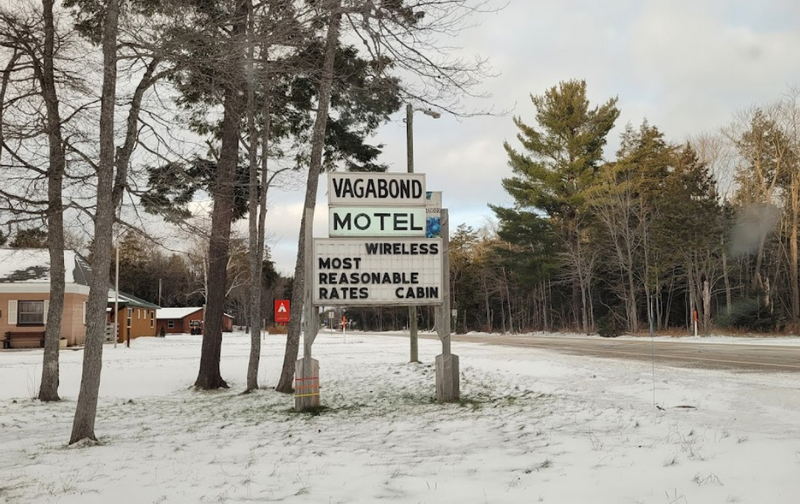 VAGABOND
MOTEL
WIRELESS
MOST
REASONABLE
RATES CABIN